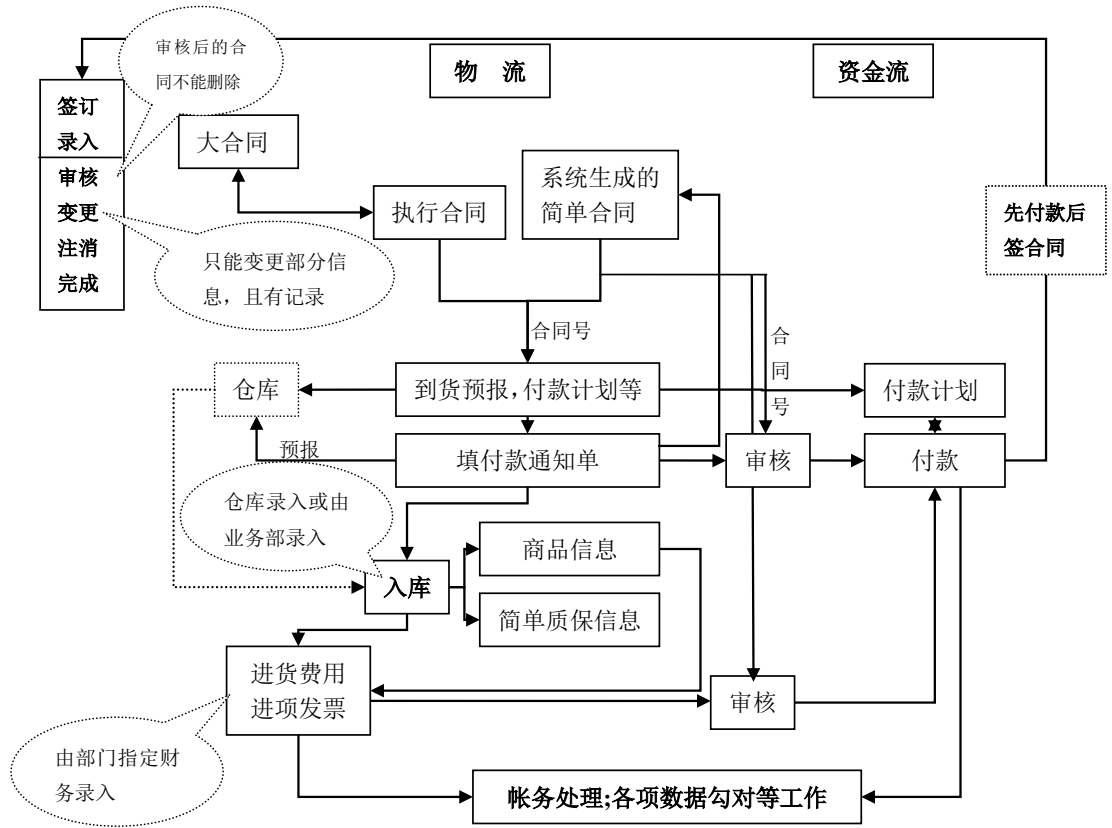 审核后的合
同不能删除
物 流
资金流
签订
录入
审核
变更
注消
完成
大合同
执行合同
系统生成的
简单合同
先付款后
签合同
只能变更部分信
息，且有记录
合同号
合
同
号
仓库
到货预报，付款计划等
付款计划
预报
填付款通知单
审核
付款
仓库录入或由
业务部录入
商品信息
入库
简单质保信息
进货费用
进项发票
审核
由部门指定财
务录入
帐务处理;各项数据勾对等工作